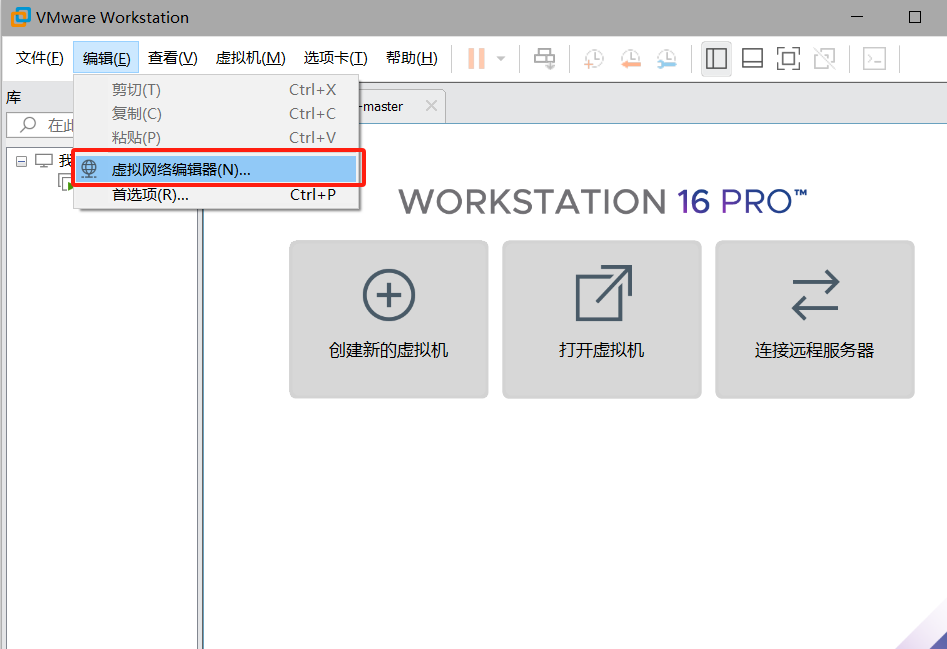 VMware Workstation
文件(F) 编辑(E) 查看(V) 虚拟机(M) 选项卡(T) 帮助(H)
库
-master
剪切(T) Ctrl+X
复制(C) Ctrl+C
在此
粘贴(P) Ctrl+V
我
虚拟网络编辑器(N)...
首选项(R)... Ctrl+P
WORKSTATION 16 PRO™
创建新的虚拟机
打开虚拟机
连接远程服务器